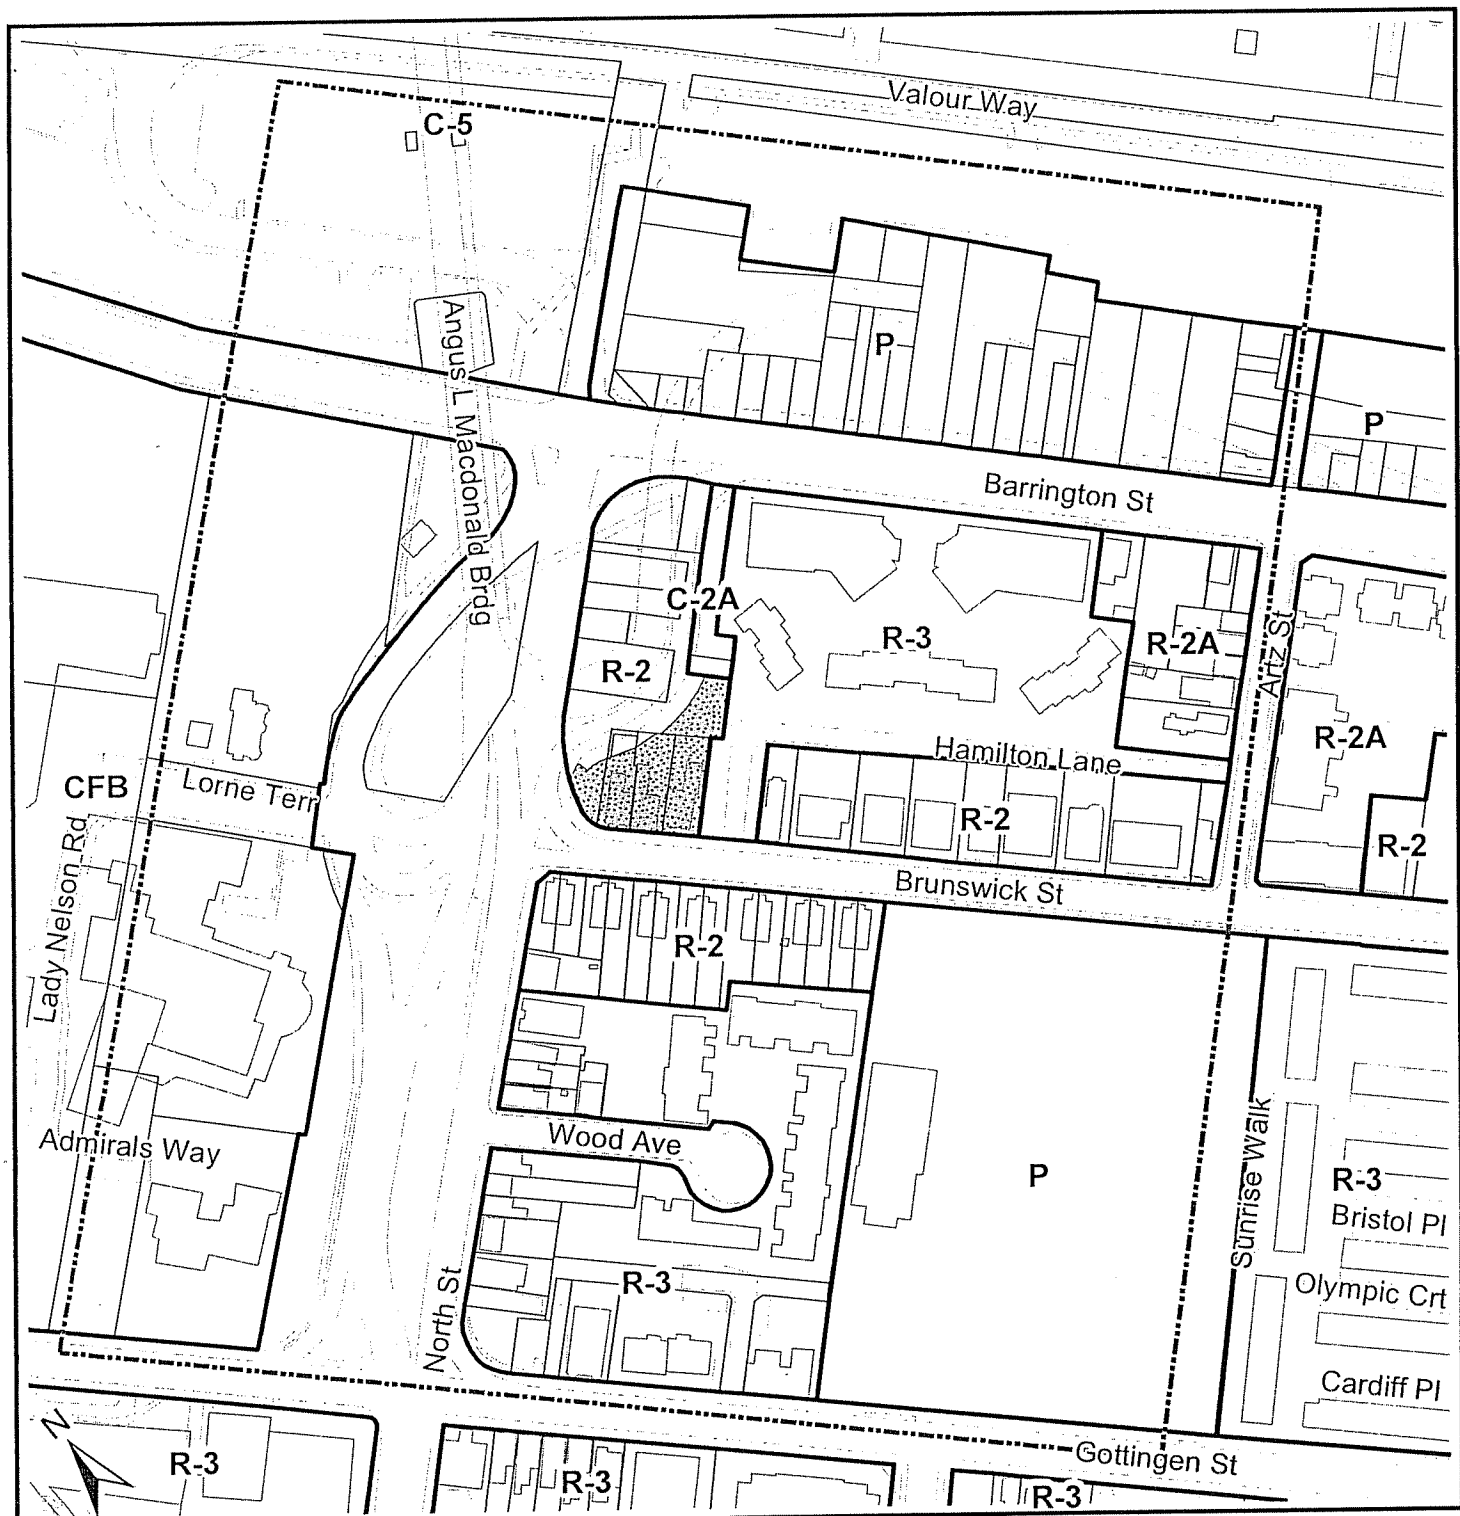 Valour Way
C-5
Angus L Macdonald Brdg
P
P
Barrington St
C-2A
R-3
R-2A
Artz St
R-2
R-2A
Hamilton Lane
CFB
Lorne Terr
R-2
R-2
Lady Nelson Rd
Brunswick St
R-2
Admirals Way
Wood Ave
Sunrise Walk
P
R-3
Bristol Pl
North St
R-3
Olympic Crt
Cardiff Pl
N
R-3
R-3
Gottingen St
R-3